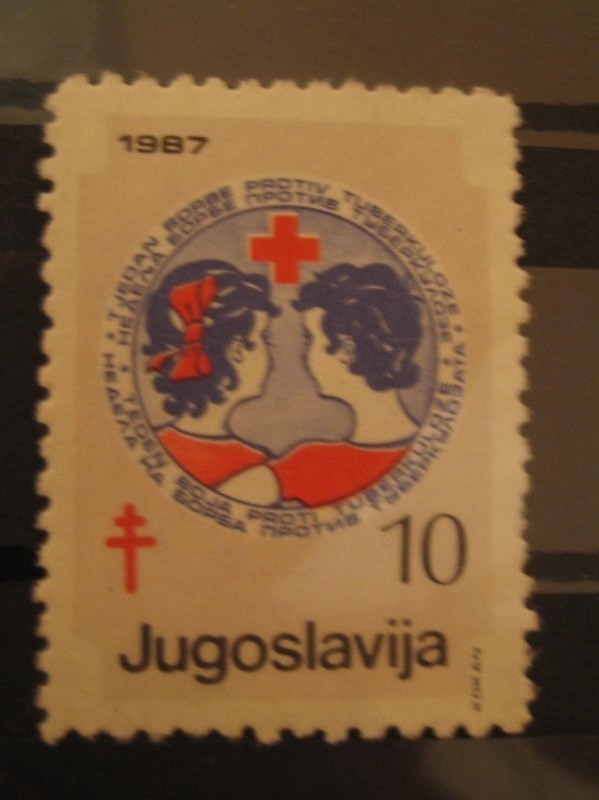 1987
TJEDAN BORBE PROTIV TUBERKULOZE
НЕДЕЉА БОРБЕ ПРОТИВ ТУБЕРКУЛОЗЕ
TEDEN BOJA PROTI TUBERKULOZE
НЕДЕЛА НА БОРБА ПРОТИВ ТУБЕРКУЛОЗАТА
10
Jugoslavija